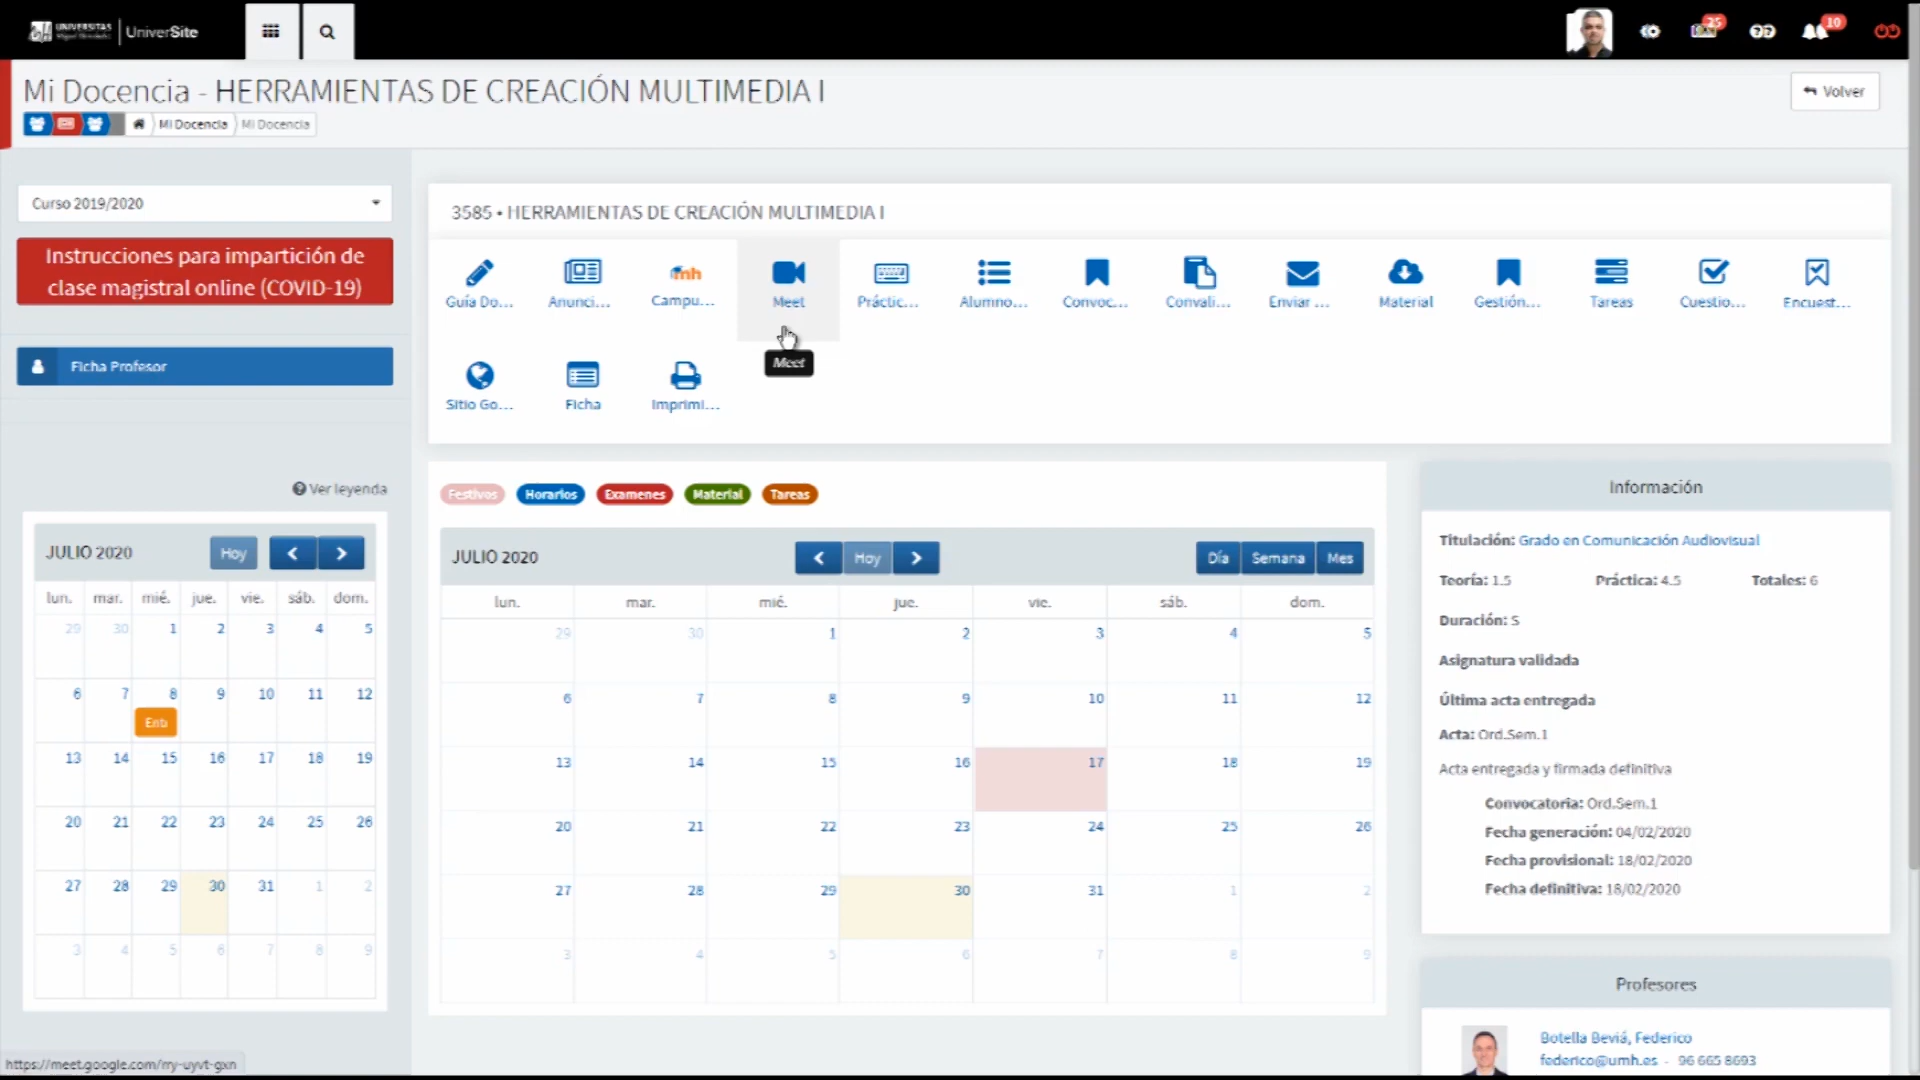 UNIVERSITAS
Miguel Hernández
UniverSite
25
10
Mi Docencia - HERRAMIENTAS DE CREACIÓN MULTIMEDIA I
Volver
Mi Docencia
Mi Docencia
Curso 2019/2020
Instrucciones para impartición de
clase magistral online (COVID-19)
Ficha Profesor
3585 • HERRAMIENTAS DE CREACIÓN MULTIMEDIA I
Guía Do... Anunci... Campu... Meet Práctic... Alumno... Convoc... Convali... Enviar ... Material Gestión... Tareas Cuestio... Encuest...
Meet
Sitio Go... Ficha Imprimi...
Ver leyenda
JULIO 2020 Hoy
lun. mar. mié. jue. vie. sáb. dom.
29 30 1 2 3 4 5
6 7 8 9 10 11 12
13 14 15 16 17 18 19
20 21 22 23 24 25 26
27 28 29 30 31 1 2
3 4 5 6 7 8 9
Festivos Horarios Examenes Material Tareas
JULIO 2020 Hoy Día Semana Mes
lun. mar. mié. jue. vie. sáb. dom.
29 30 1 2 3 4 5
6 7 8 9 10 11 12
13 14 15 16 17 18 19
20 21 22 23 24 25 26
27 28 29 30 31 1 2
3 4 5 6 7 8 9
Información
Titulación: Grado en Comunicación Audiovisual
Teoría: 1.5 Práctica: 4.5 Totales: 6
Duración: S
Asignatura validada
Última acta entregada
Acta: Ord.Sem.1
Acta entregada y firmada definitiva
Convocatoria: Ord.Sem.1
Fecha generación: 04/02/2020
Fecha provisional: 18/02/2020
Fecha definitiva: 18/02/2020
Profesores
Botella Beviá, Federico
federico@umh.es - 96 665 8693